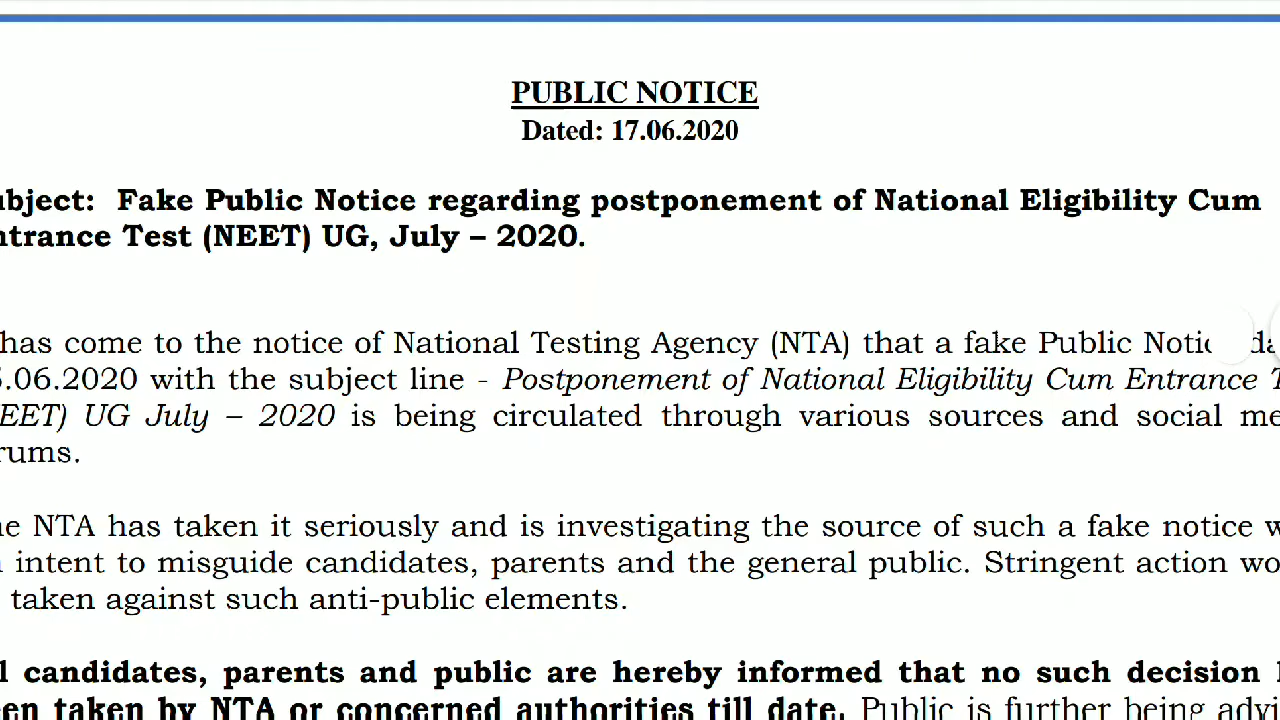 PUBLIC NOTICE
Dated: 17.06.2020
ubject: Fake Public Notice regarding postponement of National Eligibility Cum
ntrance Test (NEET) UG, July – 2020.
has come to the notice of National Testing Agency (NTA) that a fake Public Notic da
.06.2020 with the subject line - Postponement of National Eligibility Cum Entrance T
EET) UG July – 2020 is being circulated through various sources and social me
rums.
e NTA has taken it seriously and is investigating the source of such a fake notice w
intent to misguide candidates, parents and the general public. Stringent action wo
taken against such anti-public elements.
l candidates, parents and public are hereby informed that no such decision
en taken by NTA or concerned authorities till date. Public is further being advi